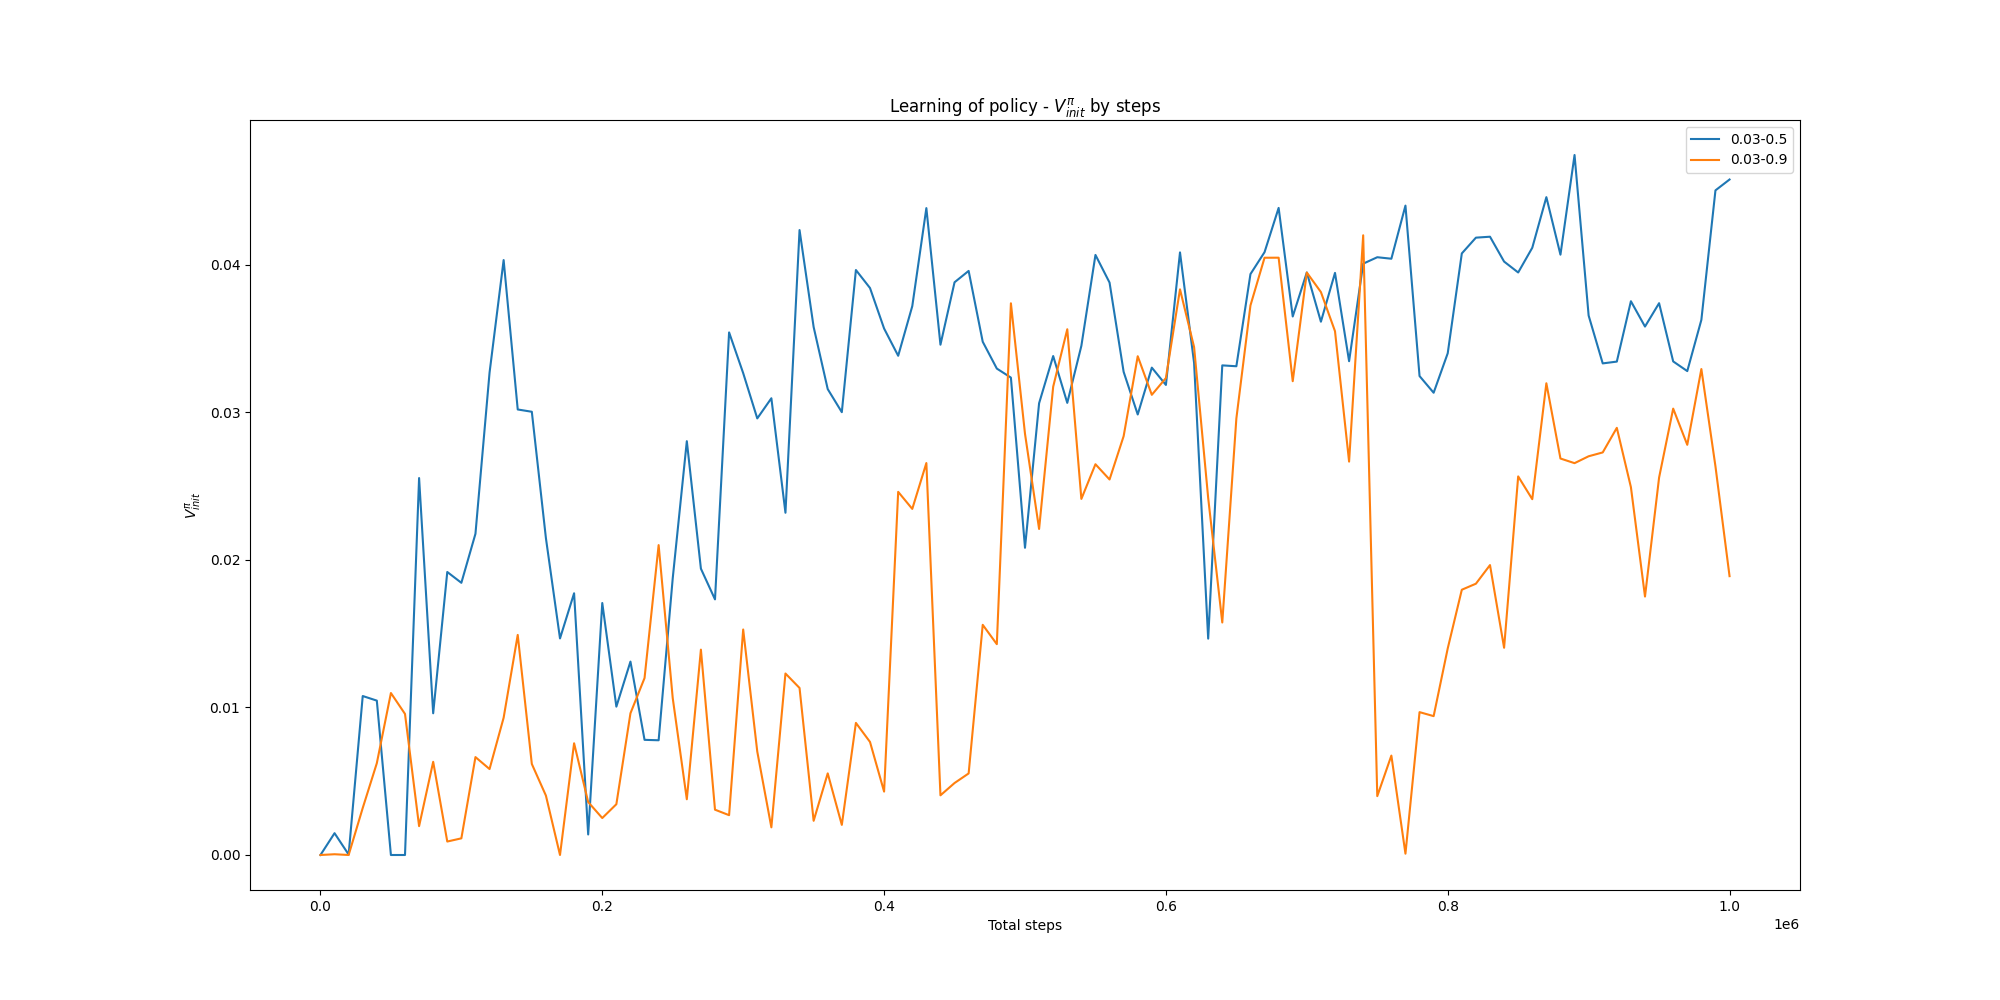 Learning of policy - $V_{init}^{\pi}$ by steps
0.03-0.5
0.03-0.9
$V_{init}^{\pi}$
0.04
0.03
0.02
0.01
0.00
0.0 0.2 0.4 0.6 0.8 1.0
Total steps
1e6